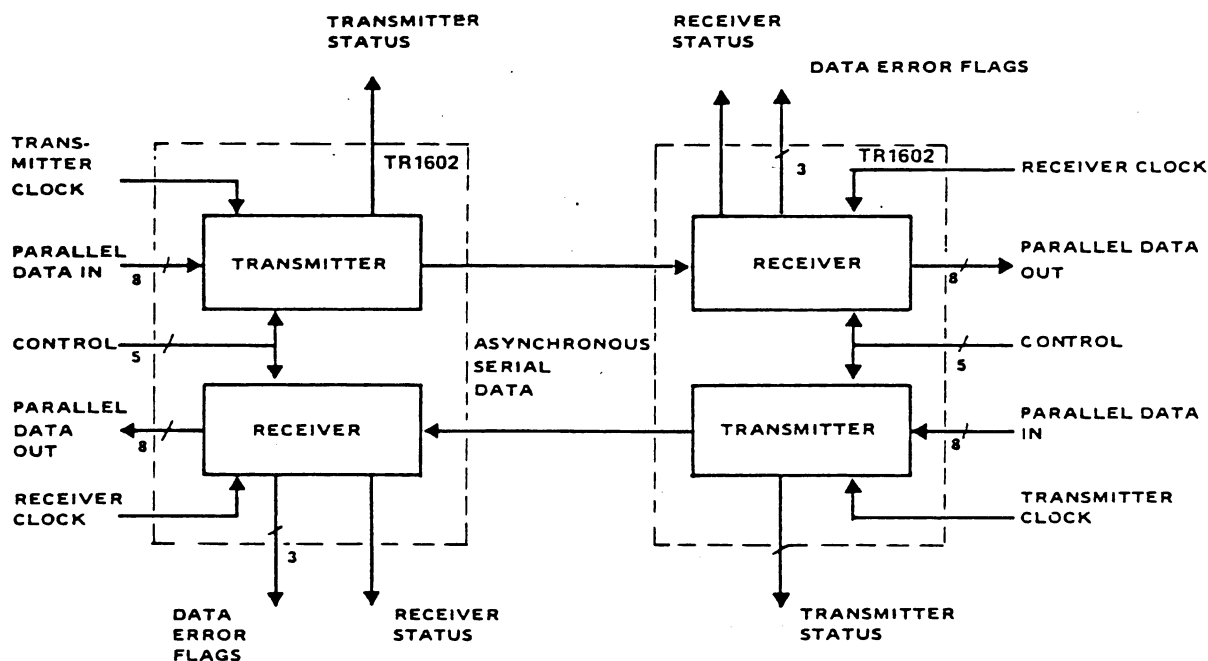 TRANSMITTER
STATUS
RECEIVER
STATUS
DATA ERROR FLAGS
TRANS-
MITTER
CLOCK
TR1602
3
TR1602
RECEIVER CLOCK
PARALLEL
DATA IN
8
TRANSMITTER
RECEIVER
8
PARALLEL DATA
OUT
CONTROL
5
ASYNCHRONOUS
SERIAL
DATA
5
CONTROL
PARALLEL
DATA
OUT
8
RECEIVER
TRANSMITTER
8
PARALLEL DATA
IN
RECEIVER
CLOCK
3
TRANSMITTER
CLOCK
DATA
ERROR
FLAGS
RECEIVER
STATUS
TRANSMITTER
STATUS